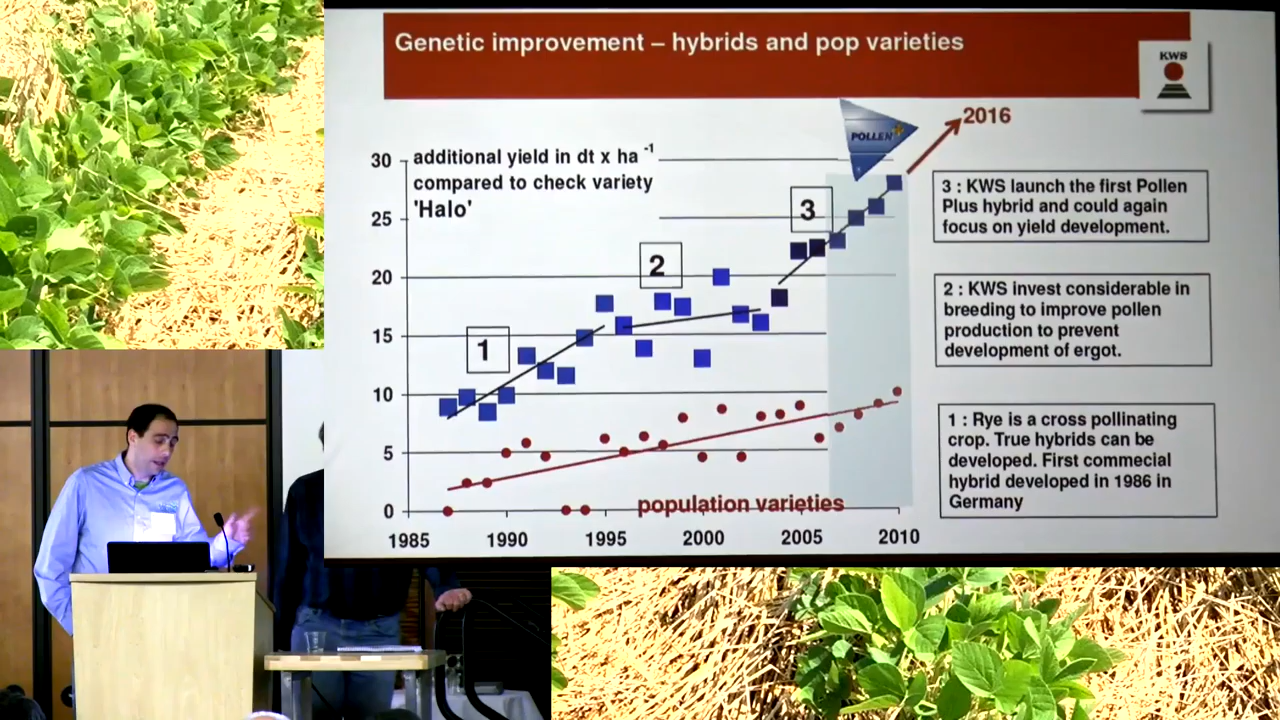 Genetic improvement – hybrids and pop varieties
KWS
POLLEN+
2016
additional yield in dt x ha -1
compared to check variety
'Halo'
30
25
20
15
10
5
0
1985
1990
1995
2000
2005
2010
1
2
3
population varieties
3 : KWS launch the first Pollen
Plus hybrid and could again
focus on yield development.
2 : KWS invest considerable in
breeding to improve pollen
production to prevent
development of ergot.
1 : Rye is a cross pollinating
crop. True hybrids can be
developed. First commecial
hybrid developed in 1986 in
Germany